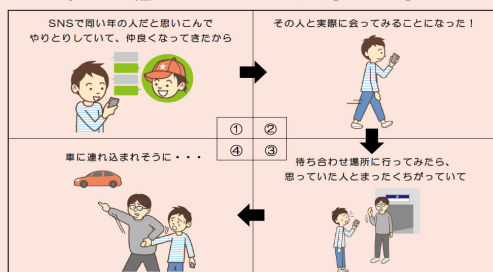 SNSで同い年の人だと思いこんで
やりとりしていて、仲良くなってきたから
その人と実際に会ってみることになった！
① ②
④ ③
待ち合わせ場所に行ってみたら、
思っていた人とまったくちがっていて
車に連れ込まれそうに・・・